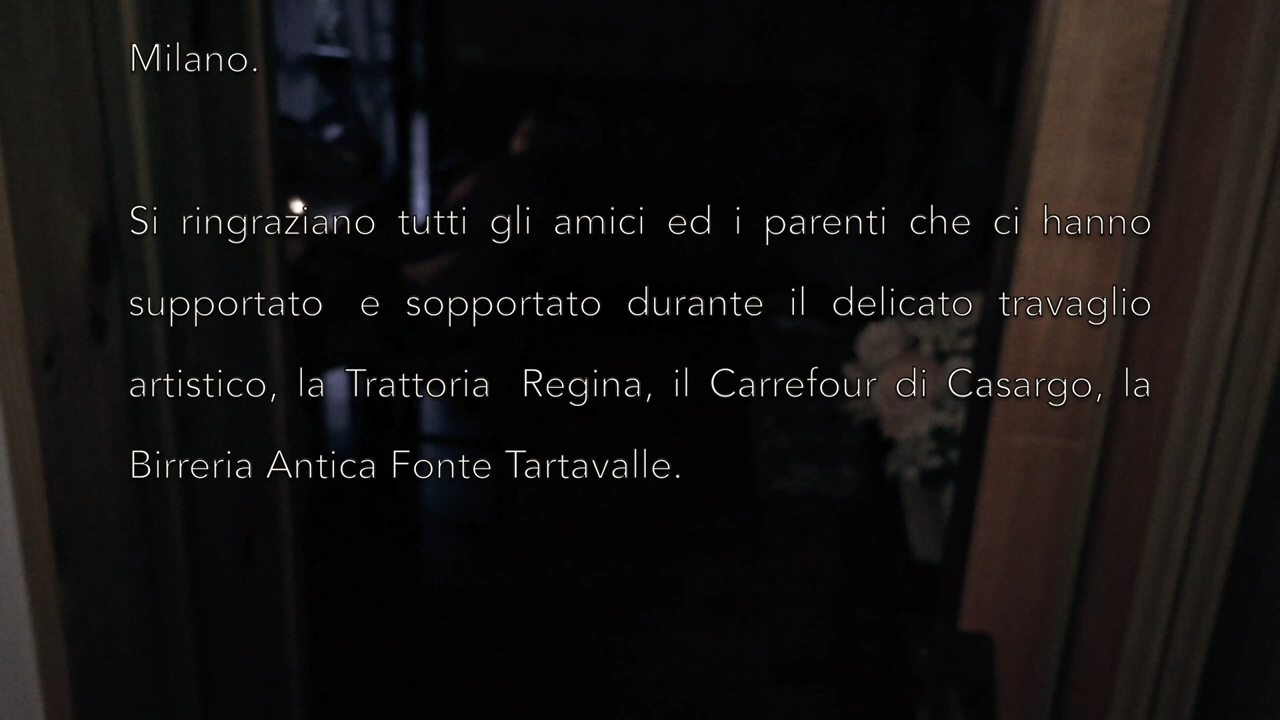 Milano.
Si ringraziano tutti gli amici ed i parenti che ci hanno
supportato e sopportato durante il delicato travaglio
artistico, la Trattoria Regina, il Carrefour di Casargo, la
Birreria Antica Fonte Tartavalle.